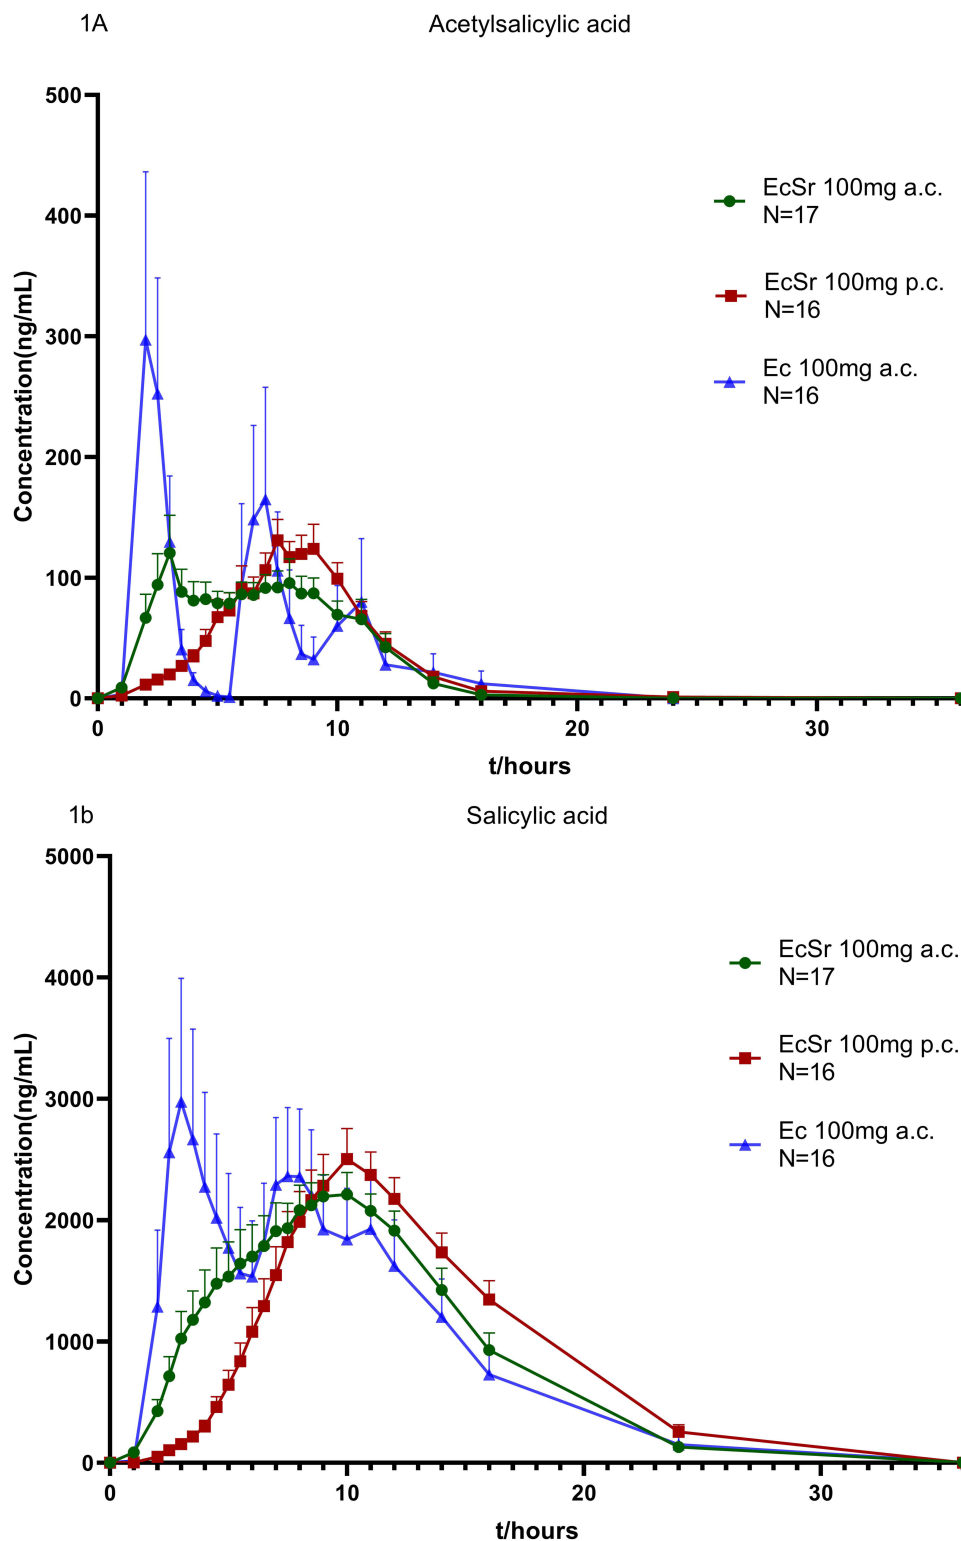 1A
Acetylsalicylic acid
500
400
300
200
100
0
Concentration(ng/mL)
EcSr 100mg a.c.
N=17
EcSr 100mg p.c.
N=16
Ec 100mg a.c.
N=16
0
10
20
30
t/hours
1b
Salicylic acid
5000
4000
3000
2000
1000
0
Concentration(ng/mL)
EcSr 100mg a.c.
N=17
EcSr 100mg p.c.
N=16
Ec 100mg a.c.
N=16
0
10
20
30
t/hours